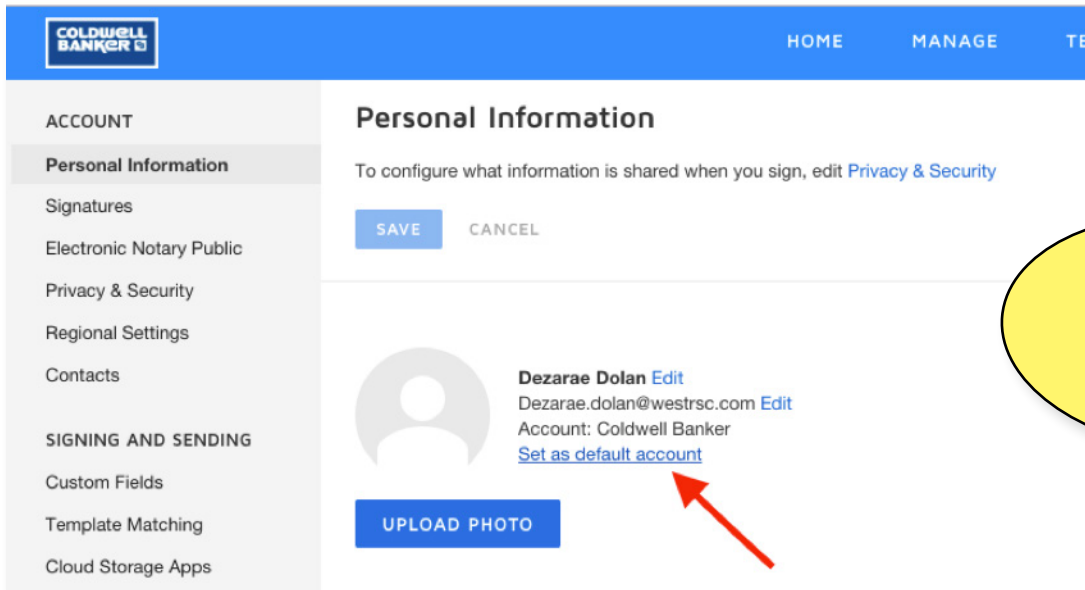 COLDWELL
BANKER
HOME MANAGE TE
ACCOUNT
Personal Information
Signatures
Electronic Notary Public
Privacy & Security
Regional Settings
Contacts
SIGNING AND SENDING
Custom Fields
Template Matching
Cloud Storage Apps
Personal Information
To configure what information is shared when you sign, edit Privacy & Security
SAVE CANCEL
Dezarae Dolan Edit
Dezarae.dolan@westrsc.com Edit
Account: Coldwell Banker
Set as default account
UPLOAD PHOTO